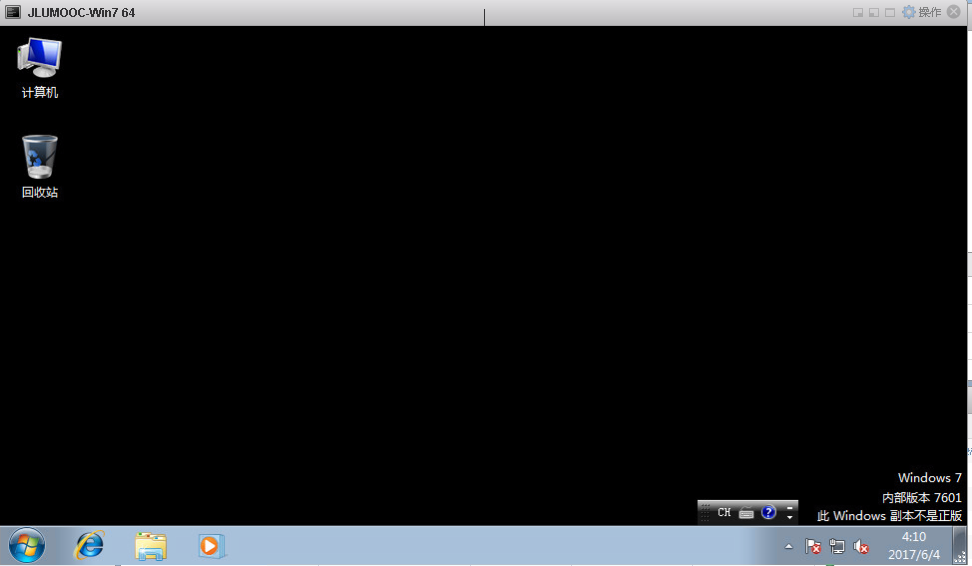 JLUMOOC-Win7 64
操作
计算机
回收站
Windows 7
内部版本 7601
此 Windows 副本不是正版
CH
4:10
2017/6/4